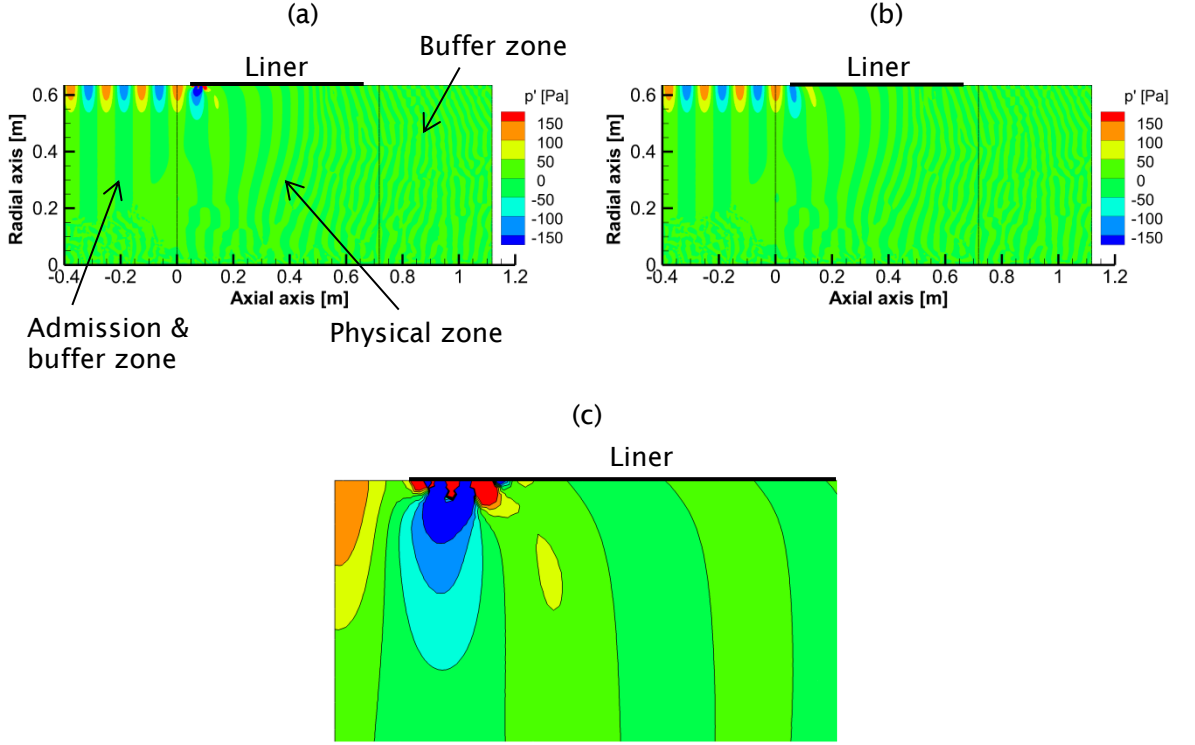 (a)
(b)
Buffer zone
Liner
Liner
p' [Pa]
150
100
50
0
-50
-100
-150
p' [Pa]
150
100
50
0
-50
-100
-150
Radial axis [m]
0.6
0.4
0.2
0
-0.4 -0.2 0 0.2 0.4 0.6 0.8 1 1.2
Axial axis [m]
Radial axis [m]
0.6
0.4
0.2
0
-0.4 -0.2 0 0.2 0.4 0.6 0.8 1 1.2
Axial axis [m]
Admission &
buffer zone
Physical zone
(c)
Liner